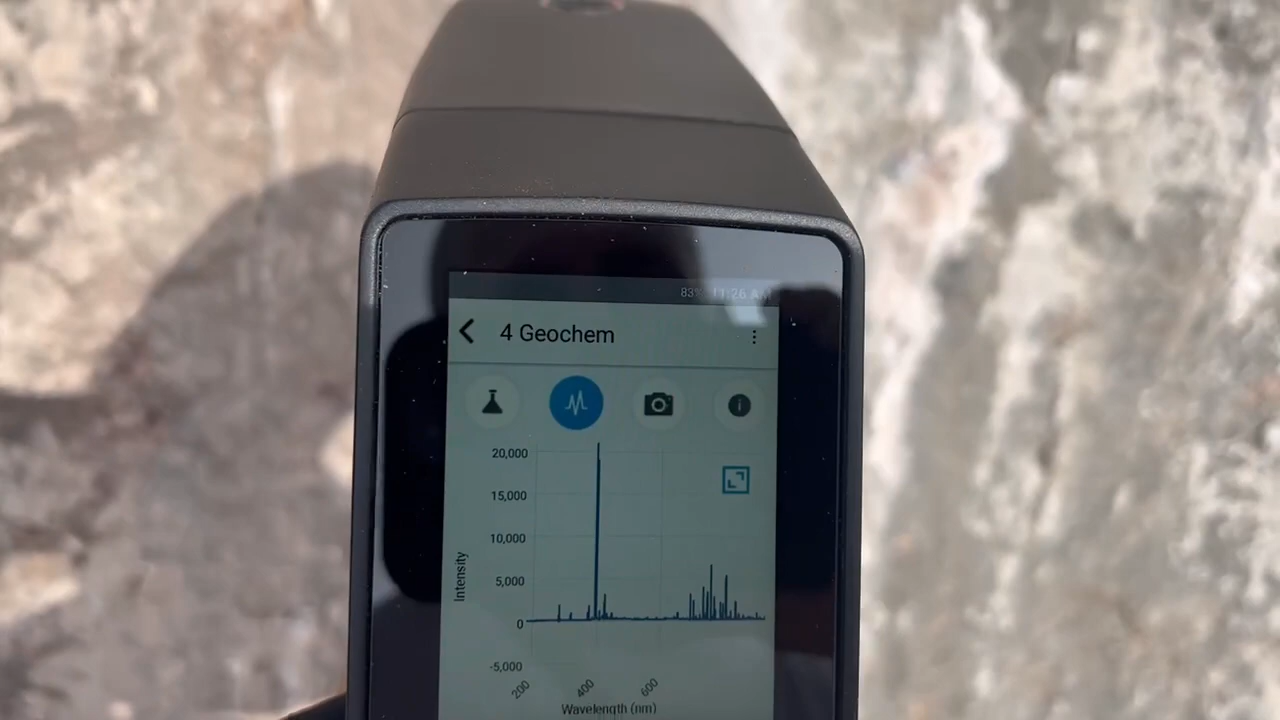 83% 11:26 AM
4 Geochem
20,000
15,000
10,000
5,000
0
-5,000
Intensity
200
400
600
Wavelength (nm)